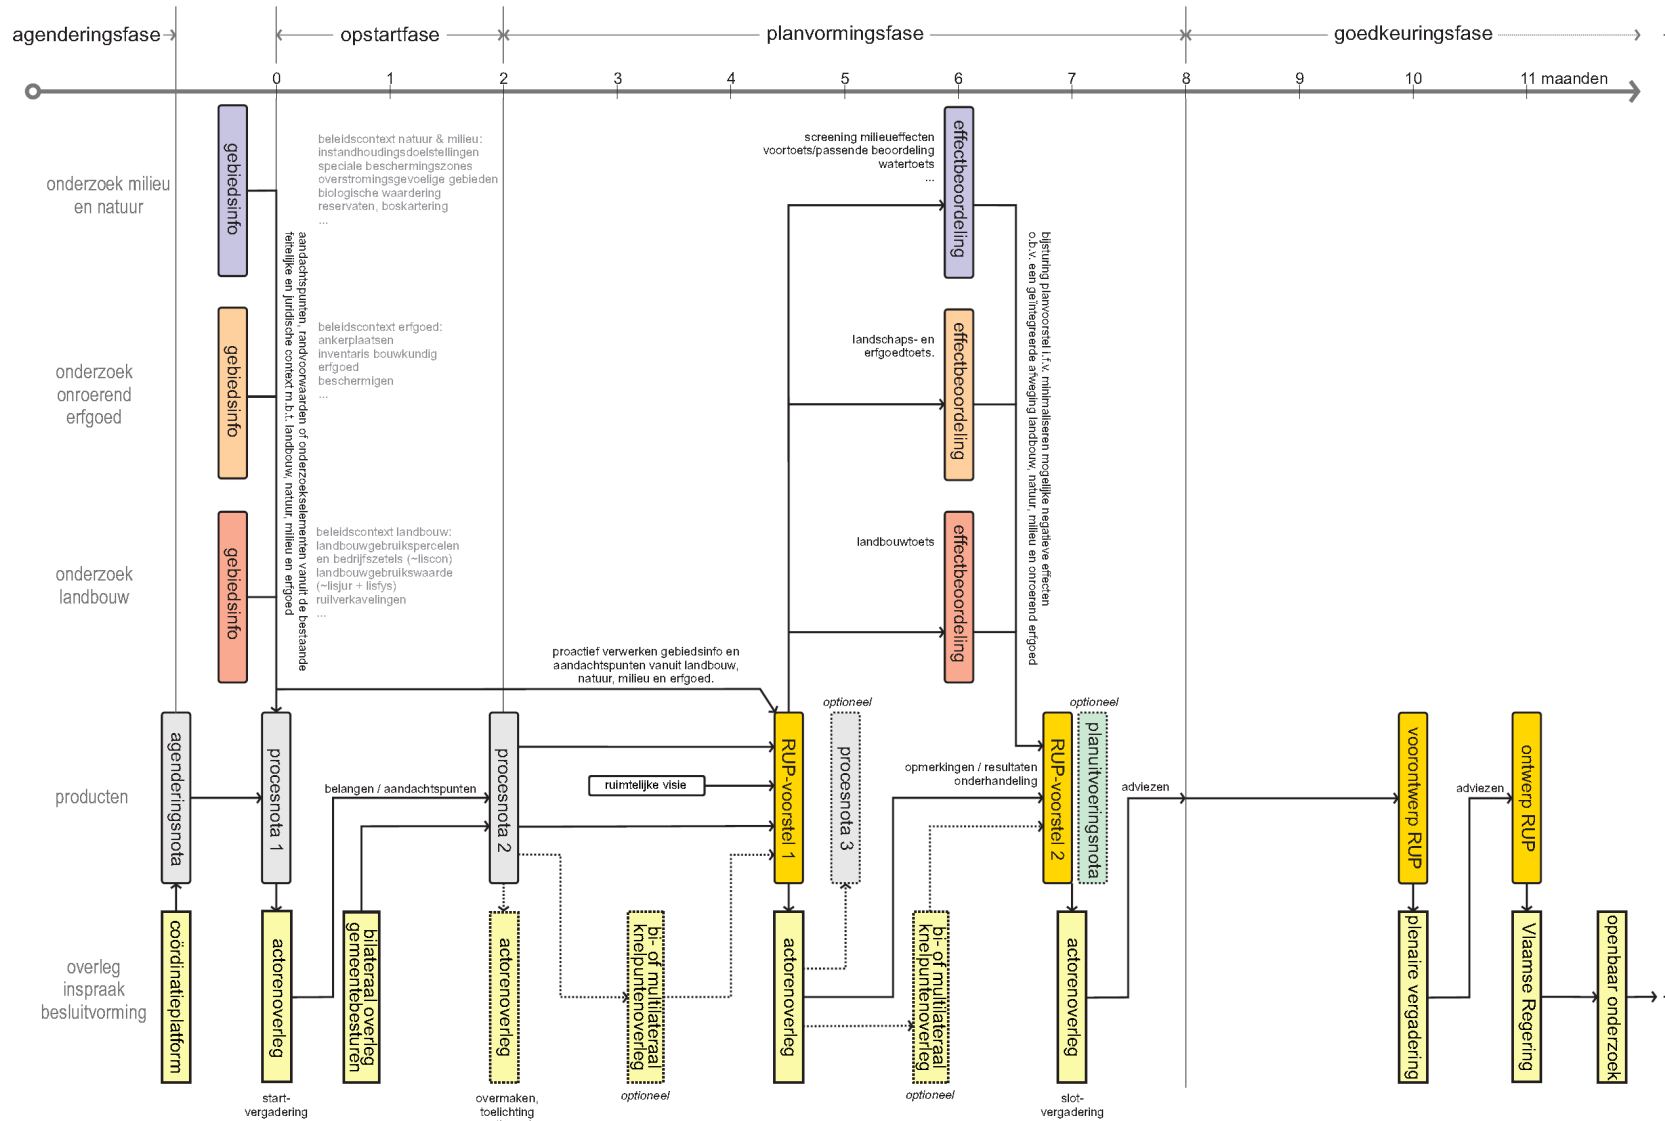 agenderingsfase
opstartfase
planvormingsfase
goedkeuringsfase
0
1
2
3
4
5
6
7
8
9
10
11 maanden
onderzoek milieu
en natuur
gebiedsinfo
beleidscontext natuur & milieu:
instandhoudingsdoelstellingen
speciale beschermingszones
overstromingsgevoelige gebieden
biologische waardering
reservaten, boskartering
...
screening milieueffecten
voortoets/passende beoordeling
watertoets
...
effectbeoordeling
aandachtspunten, randvoorwaarden of onderzoekselementen vanuit de bestaande
feitelijke en juridische context m.b.t. landbouw, natuur, milieu en erfgoed
bijsturing planvoorstel i.f.v. minimaliseren mogelijke negatieve effecten
o.b.v. een geïntegreerde afweging landbouw, natuur, milieu en onroerend erfgoed
onderzoek
onroerend
erfgoed
gebiedsinfo
beleidscontext erfgoed:
ankerplaatsen
inventaris bouwkundig
erfgoed
beschermigen
...
landschaps- en
erfgoedtoets.
effectbeoordeling
onderzoek
landbouw
gebiedsinfo
beleidscontext landbouw:
landbouwgebruikspercelen
en bedrijfszetels (~liscon)
landbouwgebruikswaarde
(~lisjur + lisfys)
ruilverkavelingen
...
landbouwtoets
effectbeoordeling
proactief verwerken gebiedsinfo en
aandachtspunten vanuit landbouw,
natuur, milieu en erfgoed.
producten
agenderingsnota
procesnota 1
belangen / aandachtspunten
procesnota 2
ruimtelijke visie
RUP-voorstel 1
optioneel
procesnota 3
opmerkingen / resultaten
onderhandeling
RUP-voorstel 2
optioneel
planuitvoeringsnota
adviezen
voorontwerp RUP
adviezen
ontwerp RUP
overleg
inspraak
besluitvorming
coördinatieplatform
actorenoverleg
start-
vergadering
bilateraal overleg
gemeentebesturen
actorenoverleg
overmaken,
toelichting
bi- of multilateraal
knelpuntenoverleg
optioneel
actorenoverleg
bi- of multilateraal
knelpuntenoverleg
optioneel
actorenoverleg
slot-
vergadering
plenaire vergadering
Vlaamse Regering
openbaar onderzoek